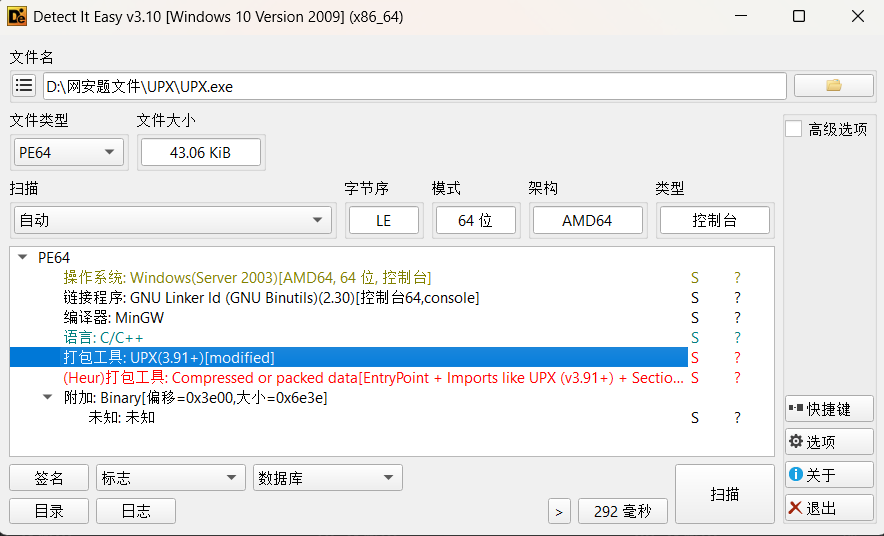 Detect It Easy v3.10 [Windows 10 Version 2009] (x86_64)
文件名
D:\网安题文件\UPX\UPX.exe
文件类型 文件大小
高级选项
PE64 43.06 KiB
扫描 字节序 模式 架构 类型
自动 LE 64 位 AMD64 控制台
PE64
操作系统: Windows(Server 2003)[AMD64, 64 位, 控制台] S ?
链接程序: GNU Linker ld (GNU Binutils)(2.30)[控制台64,console] S ?
编译器: MinGW S ?
语言: C/C++ S ?
打包工具: UPX(3.91+)[modified] S ?
(Heur)打包工具: Compressed or packed data[EntryPoint + Imports like UPX (v3.91+) + Sectio... S ?
附加: Binary[偏移=0x3e00,大小=0x6e3e]
未知: 未知 S ?
快捷键
选项
关于
退出
签名 标志 数据库 扫描
目录 日志 > 292 毫秒